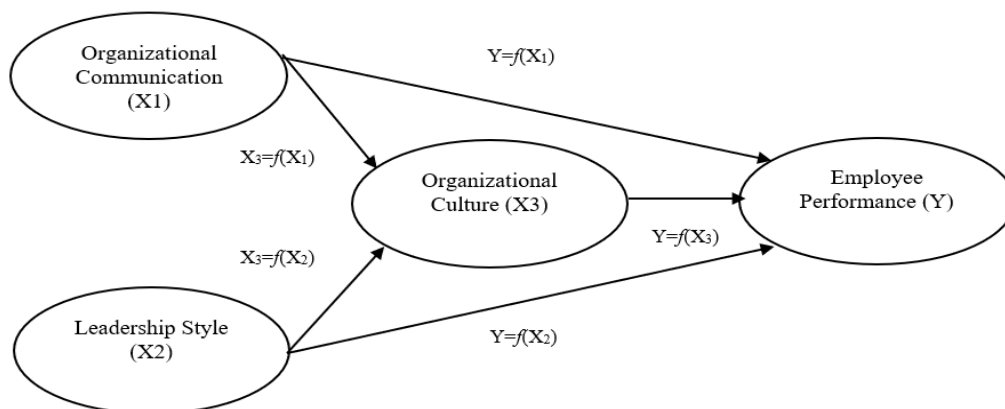 Organizational
Communication
(X1)
Y=f(X₁)
X₃=f(X₁)
Organizational
Culture (X3)
Employee
Performance (Y)
Y=f(X₃)
X₃=f(X₂)
Leadership Style
(X2)
Y=f(X₂)